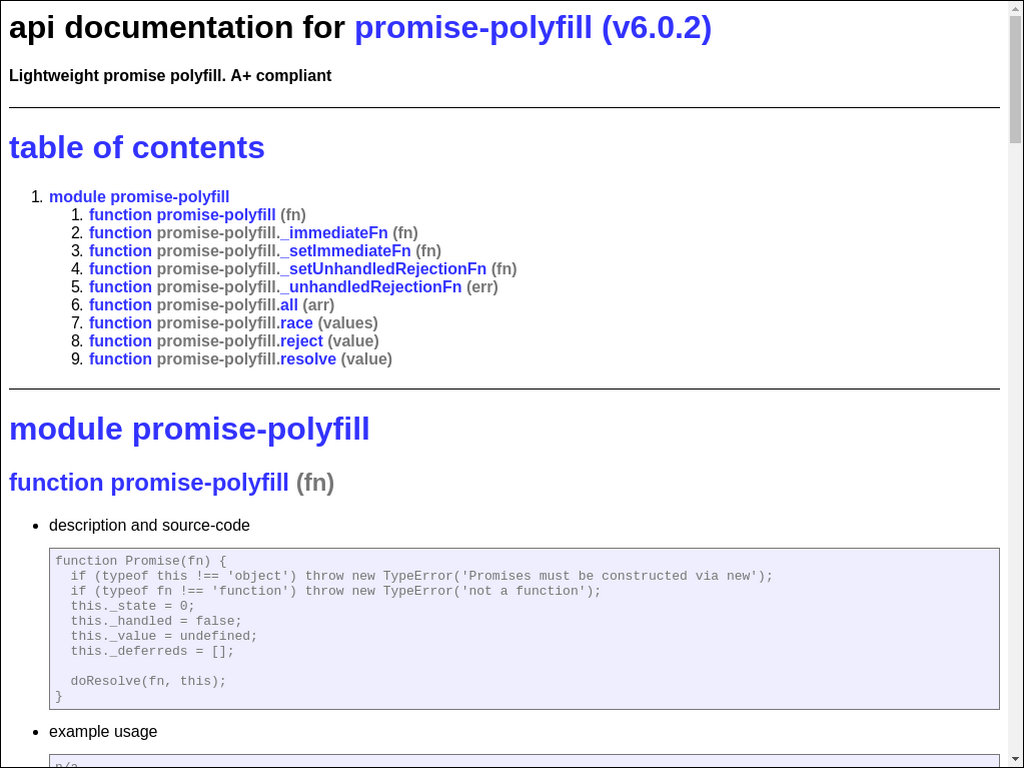 api documentation for promise-polyfill (v6.0.2)
Lightweight promise polyfill. A+ compliant
table of contents
1. module promise-polyfill
1. function promise-polyfill (fn)
2. function promise-polyfill._immediateFn (fn)
3. function promise-polyfill._setImmediateFn (fn)
4. function promise-polyfill._setUnhandledRejectionFn (fn)
5. function promise-polyfill._unhandledRejectionFn (err)
6. function promise-polyfill.all (arr)
7. function promise-polyfill.race (values)
8. function promise-polyfill.reject (value)
9. function promise-polyfill.resolve (value)
module promise-polyfill
function promise-polyfill (fn)
• description and source-code
function Promise(fn) {
  if (typeof this !== 'object') throw new TypeError('Promises must be constructed via new');
  if (typeof fn !== 'function') throw new TypeError('not a function');
  this._state = 0;
  this._handled = false;
  this._value = undefined;
  this._deferreds = [];

  doResolve(fn, this);
}
• example usage
n/a